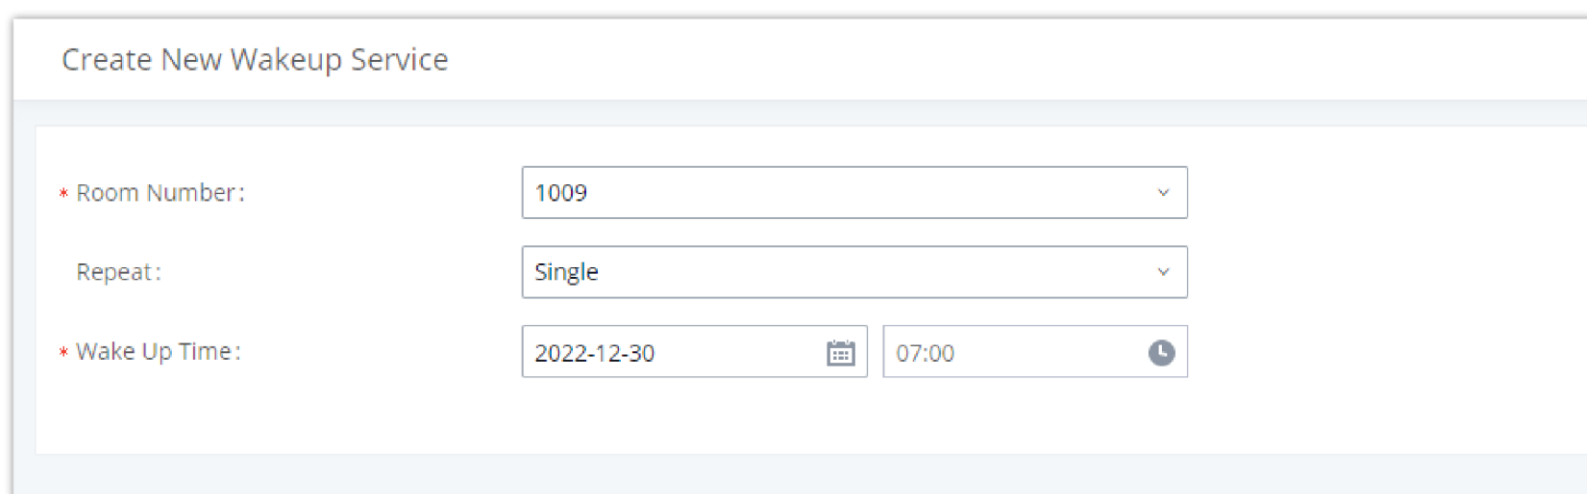 Create New Wakeup Service
* Room Number: 1009
Repeat: Single
* Wake Up Time: 2022-12-30 07:00